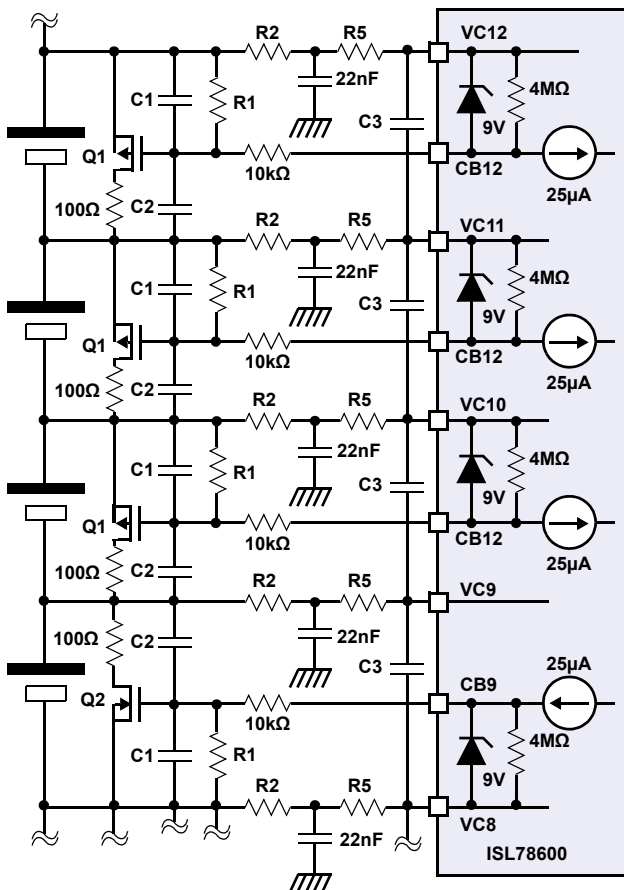 R2 R5 VC12
22nF
C1 R1 C3 9V 4MΩ
Q1 10kΩ CB12
25µA
100Ω C2
R2 R5 VC11
22nF
C1 R1 C3 9V 4MΩ
Q1 10kΩ CB12
25µA
100Ω C2
R2 R5 VC10
22nF
C1 R1 C3 9V 4MΩ
Q1 10kΩ CB12
25µA
100Ω C2
R2 R5 VC9
22nF
100Ω C2 C3 25µA
CB9
Q2 10kΩ
C1 R1 9V 4MΩ
R2 R5 VC8
22nF
ISL78600